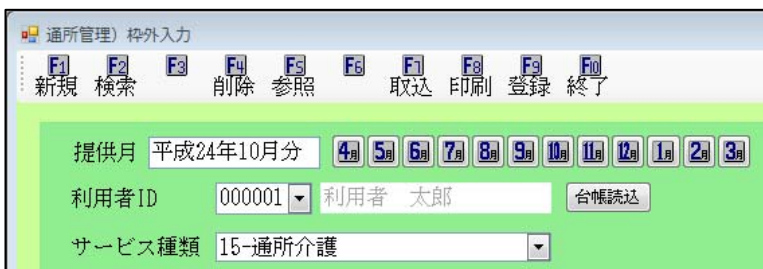 通所管理）枠外入力
F1 F2 F3 F4 F5 F6 F7 F8 F9 F10
新規 検索 削除 参照 取込 印刷 登録 終了
提供月 平成24年10月分 4月 5月 6月 7月 8月 9月 10月 11月 12月 1月 2月 3月
利用者ID 000001 利用者　太郎 台帳読込
サービス種類 15-通所介護